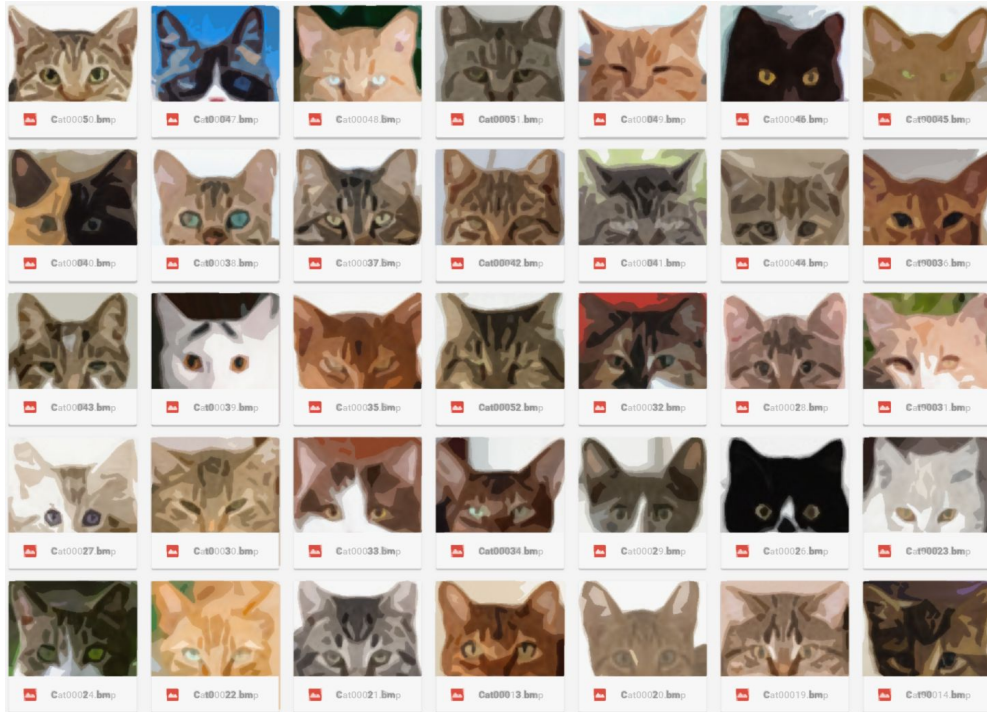 Cat00050.bmp Cat00047.bmp Cat00048.bmp Cat00051.bmp Cat00049.bmp Cat00046.bmp Cat00045.bmp
Cat00040.bmp Cat00038.bmp Cat00037.bmp Cat00042.bmp Cat00041.bmp Cat00044.bmp Cat00036.bmp
Cat00043.bmp Cat00039.bmp Cat00035.bmp Cat00052.bmp Cat00032.bmp Cat00028.bmp Cat00031.bmp
Cat00027.bmp Cat00030.bmp Cat00033.bmp Cat00034.bmp Cat00029.bmp Cat00026.bmp Cat00023.bmp
Cat00024.bmp Cat00022.bmp Cat00021.bmp Cat00013.bmp Cat00020.bmp Cat00019.bmp Cat00014.bmp